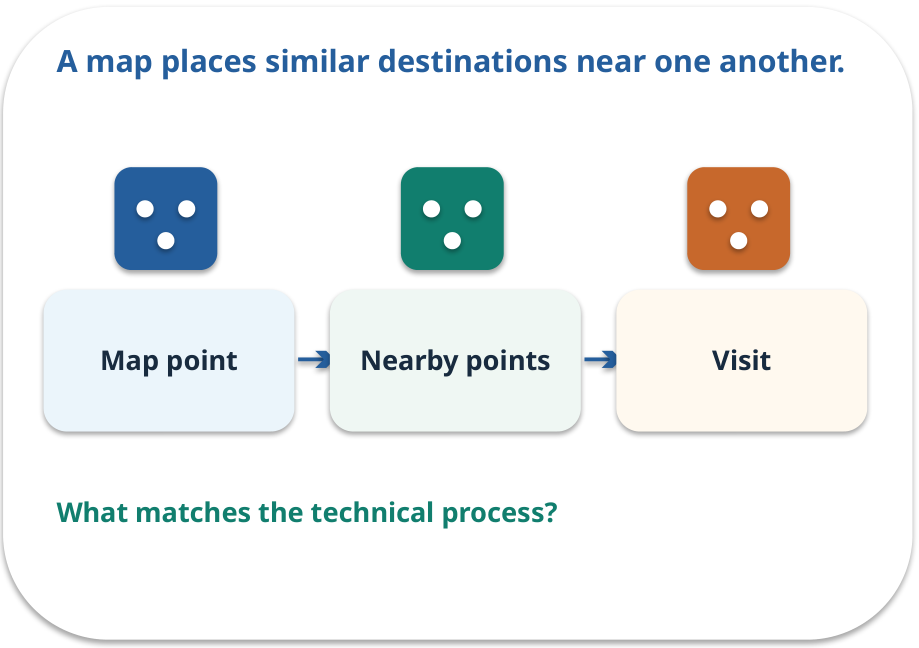 A map places similar destinations near one another.
Map point
Nearby points
Visit
What matches the technical process?